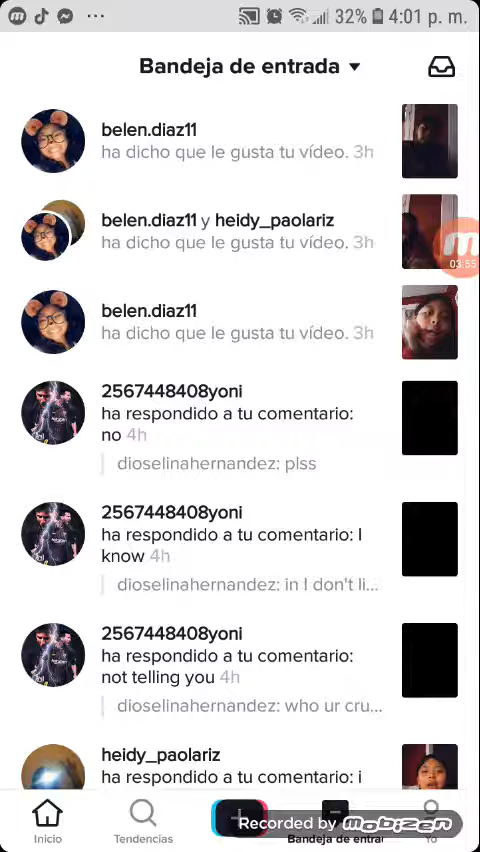 32% 4:01 p. m.
Bandeja de entrada
belen.diaz11
ha dicho que le gusta tu vídeo. 3h
belen.diaz11 y heidy_paolariz
ha dicho que le gusta tu vídeo. 3h
03:55
belen.diaz11
ha dicho que le gusta tu vídeo. 3h
2567448408yoni
ha respondido a tu comentario:
no 4h
dioselinahernandez: plss
2567448408yoni
ha respondido a tu comentario: I
know 4h
dioselinahernandez: in I don't li...
2567448408yoni
ha respondido a tu comentario:
not telling you 4h
dioselinahernandez: who ur cru...
heidy_paolariz
ha respondido a tu comentario: i
Recorded by mobizen
Inicio Tendencias Bandeja de entra Yo